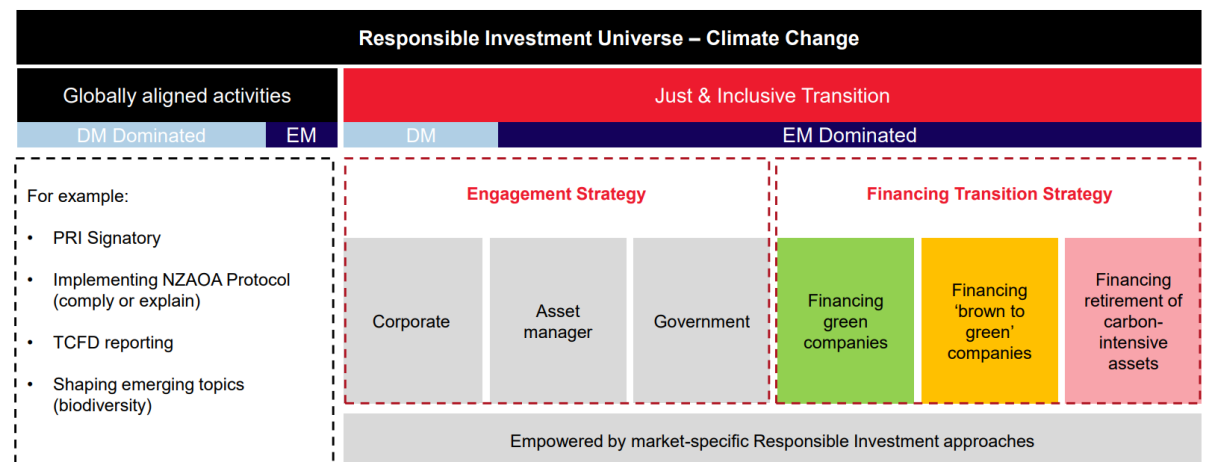 Responsible Investment Universe – Climate Change
Globally aligned activities
Just & Inclusive Transition
DM Dominated
EM
DM
EM Dominated
For example:
• PRI Signatory
• Implementing NZAOA Protocol
(comply or explain)
• TCFD reporting
• Shaping emerging topics
(biodiversity)
Engagement Strategy
Corporate
Asset
manager
Government
Financing Transition Strategy
Financing
green
companies
Financing
‘brown to
green’
companies
Financing
retirement of
carbon-
intensive
assets
Empowered by market-specific Responsible Investment approaches